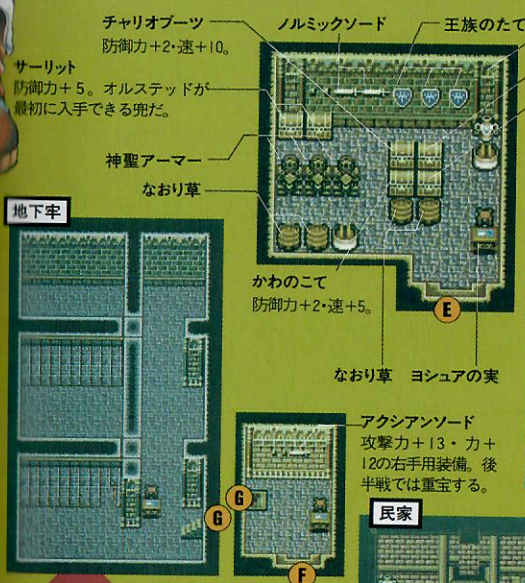 チャリオブーツ
防御力+2・速+10。
ノルミックソード
王族のたて
サーリット
防御力+5。オルステッドが
最初に入手できる兜だ。
神聖アーマー
なおり草
地下牢
かわのこて
防御力+2・速+5。
E
なおり草
ヨシュアの実
アクシアンソード
攻撃力+13・力+
12の右手用装備。後
半戦では重宝する。
G
G
民家
F